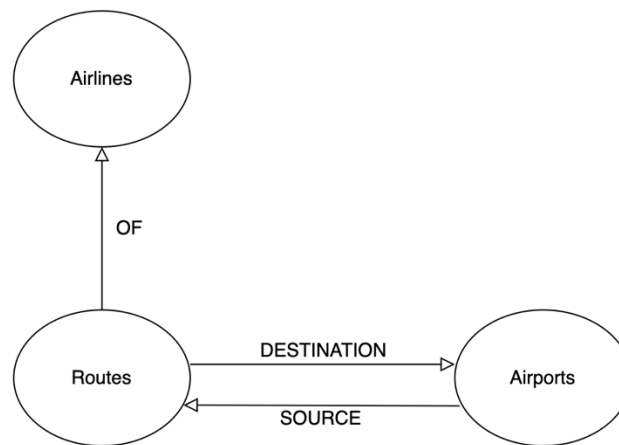 Airlines
OF
DESTINATION
Routes
Airports
SOURCE